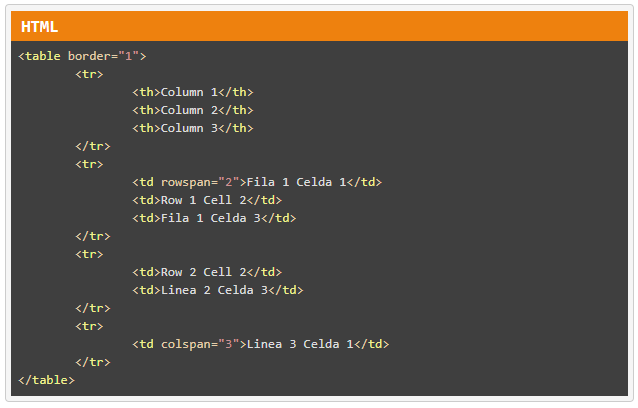 HTML
<table border="1">
<tr>
<th>Column 1</th>
<th>Column 2</th>
<th>Column 3</th>
</tr>
<tr>
<td rowspan="2">Fila 1 Celda 1</td>
<td>Row 1 Cell 2</td>
<td>Fila 1 Celda 3</td>
</tr>
<tr>
<td>Row 2 Cell 2</td>
<td>Linea 2 Celda 3</td>
</tr>
<tr>
<td colspan="3">Linea 3 Celda 1</td>
</tr>
</table>